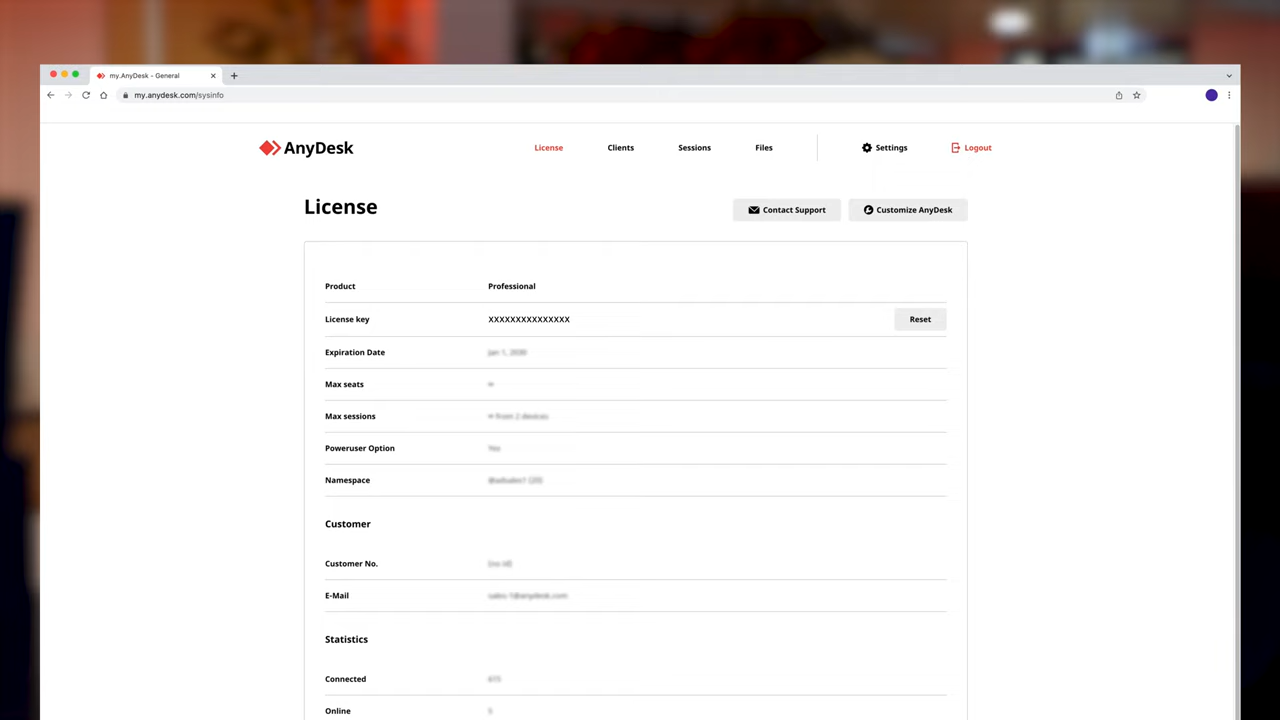 my.AnyDesk - General
my.anydesk.com/sysinfo
AnyDesk
License
Clients
Sessions
Files
Settings
Logout
License
Contact Support
Customize AnyDesk
Product
Professional
License key
XXXXXXXXXXXXXXX
Reset
Expiration Date
Max seats
Max sessions
Poweruser Option
Namespace
Customer
Customer No.
E-Mail
Statistics
Connected
Online